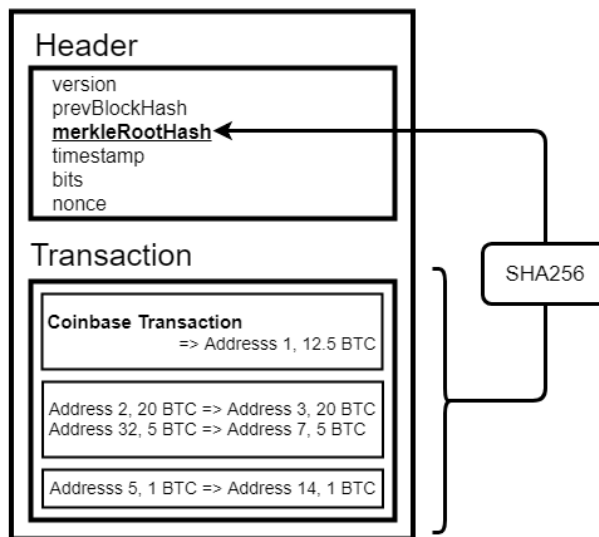 Header
version
prevBlockHash
merkleRootHash
timestamp
bits
nonce
Transaction
SHA256
Coinbase Transaction
=> Addresss 1, 12.5 BTC
Address 2, 20 BTC => Address 3, 20 BTC
Address 32, 5 BTC => Address 7, 5 BTC
Addresss 5, 1 BTC => Address 14, 1 BTC